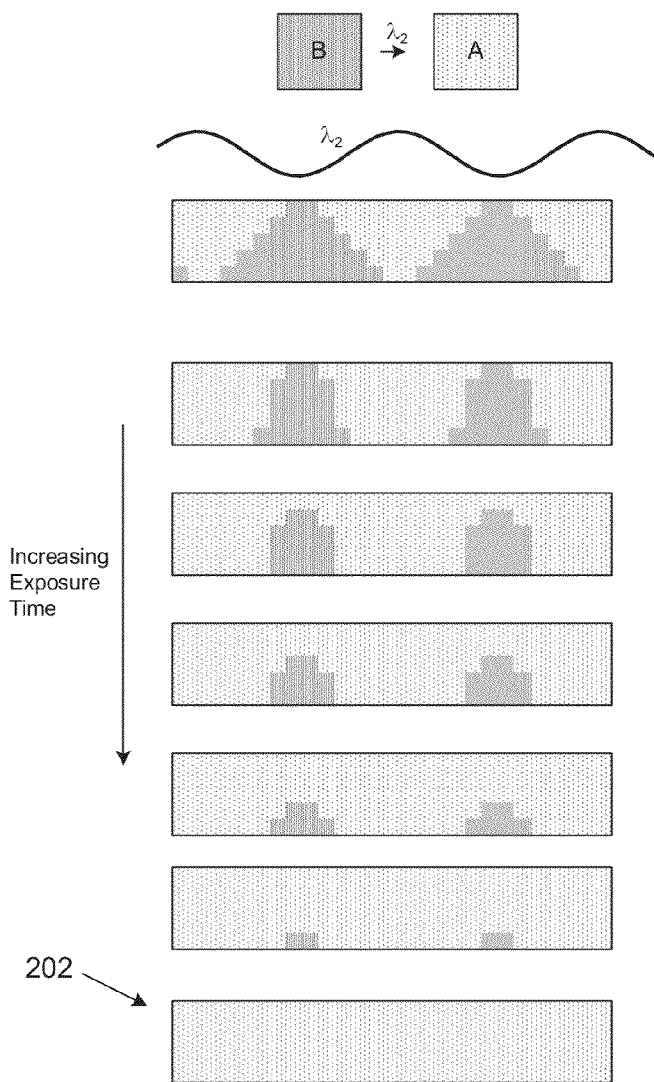 B λ₂ A
λ₂
Increasing
Exposure
Time
202